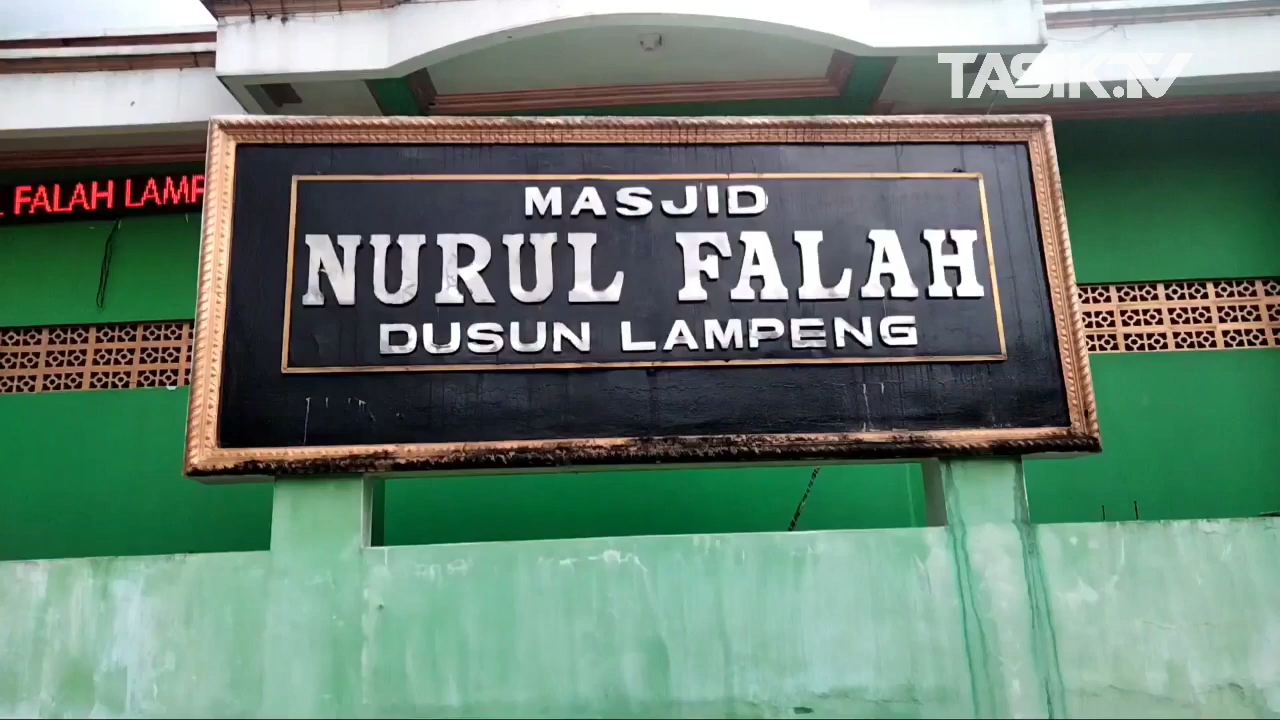 TASIK.TV
L FALAH LAMP
MASJID
NURUL FALAH
DUSUN LAMPENG